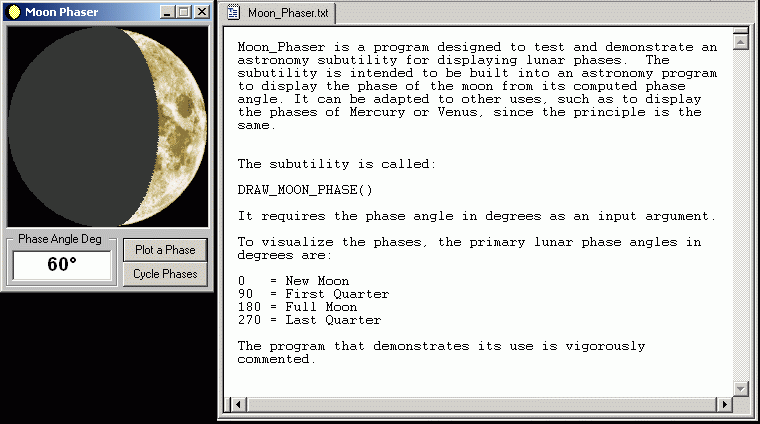 Moon Phaser
Phase Angle Deg
60°
Plot a Phase
Cycle Phases
Moon_Phaser.txt
Moon_Phaser is a program designed to test and demonstrate an
astronomy subutility for displaying lunar phases.  The
subutility is intended to be built into an astronomy program
to display the phase of the moon from its computed phase
angle. It can be adapted to other uses, such as to display
the phases of Mercury or Venus, since the principle is the
same.
The subutility is called:
DRAW_MOON_PHASE()
It requires the phase angle in degrees as an input argument.
To visualize the phases, the primary lunar phase angles in
degrees are:
0   = New Moon
90  = First Quarter
180 = Full Moon
270 = Last Quarter
The program that demonstrates its use is vigorously
commented.